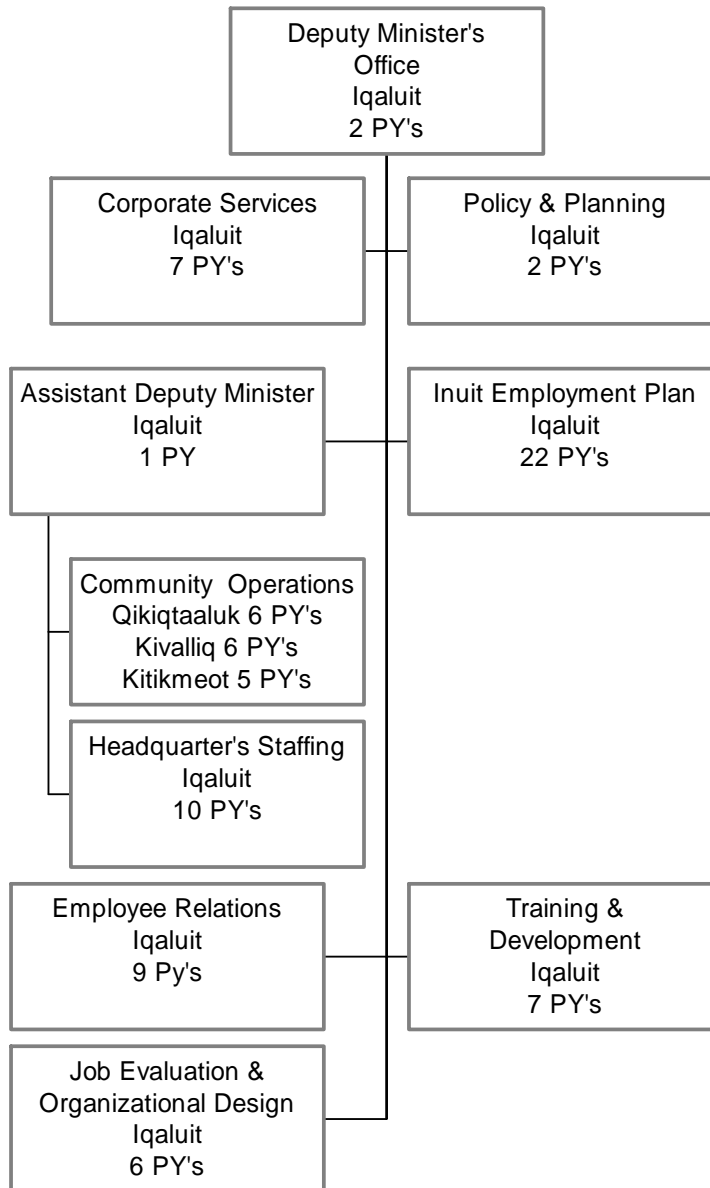 Deputy Minister's
Office
Iqaluit
2 PY's
Corporate Services
Iqaluit
7 PY's
Policy & Planning
Iqaluit
2 PY's
Assistant Deputy Minister
Iqaluit
1 PY
Inuit Employment Plan
Iqaluit
22 PY's
Community  Operations
Qikiqtaaluk 6 PY's
Kivalliq 6 PY's
Kitikmeot 5 PY's
Headquarter's Staffing
Iqaluit
10 PY's
Employee Relations
Iqaluit
9 Py's
Training &
Development
Iqaluit
7 PY's
Job Evaluation &
Organizational Design
Iqaluit
6 PY's